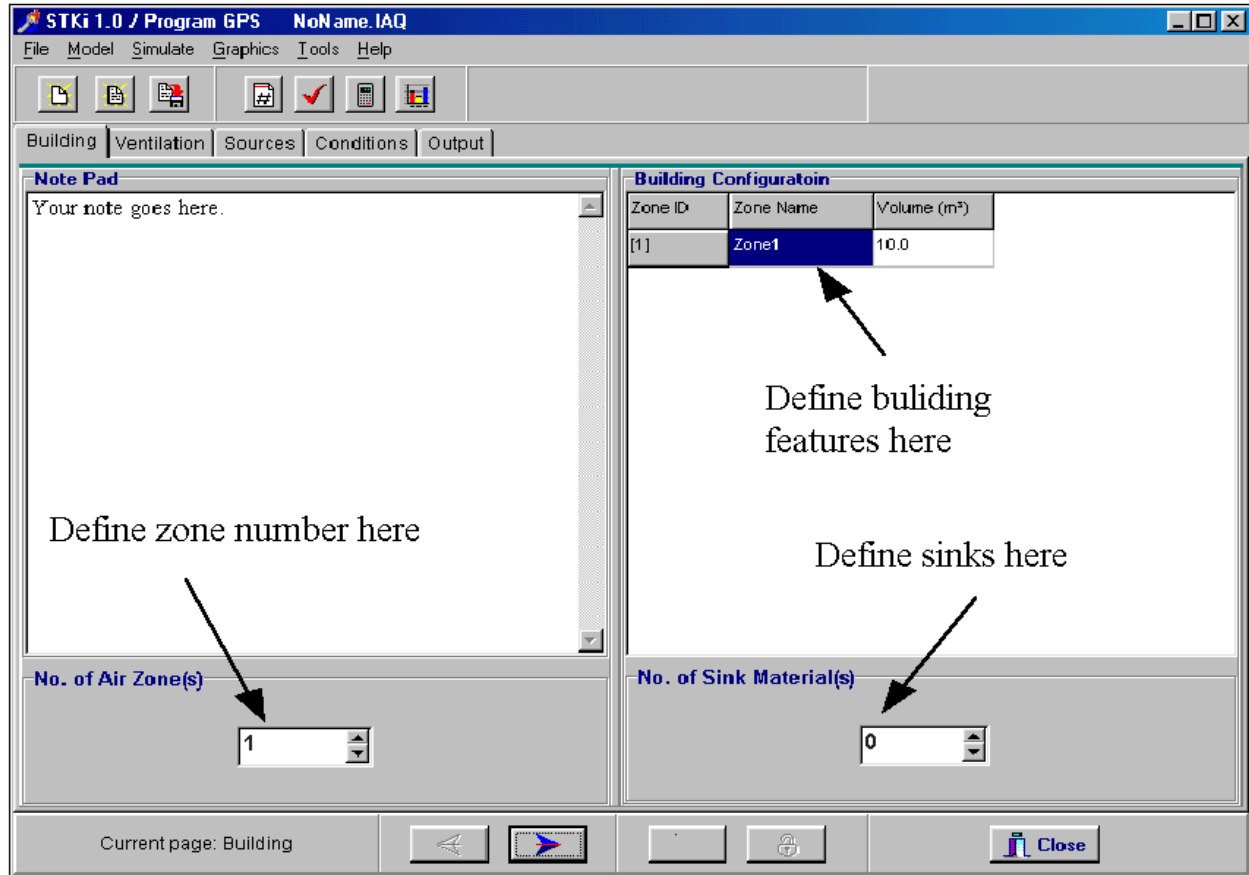 STKi 1.0 / Program GPS NoName.IAQ
File Model Simulate Graphics Tools Help
#
Building Ventilation Sources Conditions Output
Note Pad
Your note goes here.
Building Configuratoin
Zone ID Zone Name Volume (m³)
[1] Zone1 10.0
Define buliding
features here
Define zone number here
Define sinks here
No. of Air Zone(s)
1
No. of Sink Material(s)
0
Current page: Building
Close